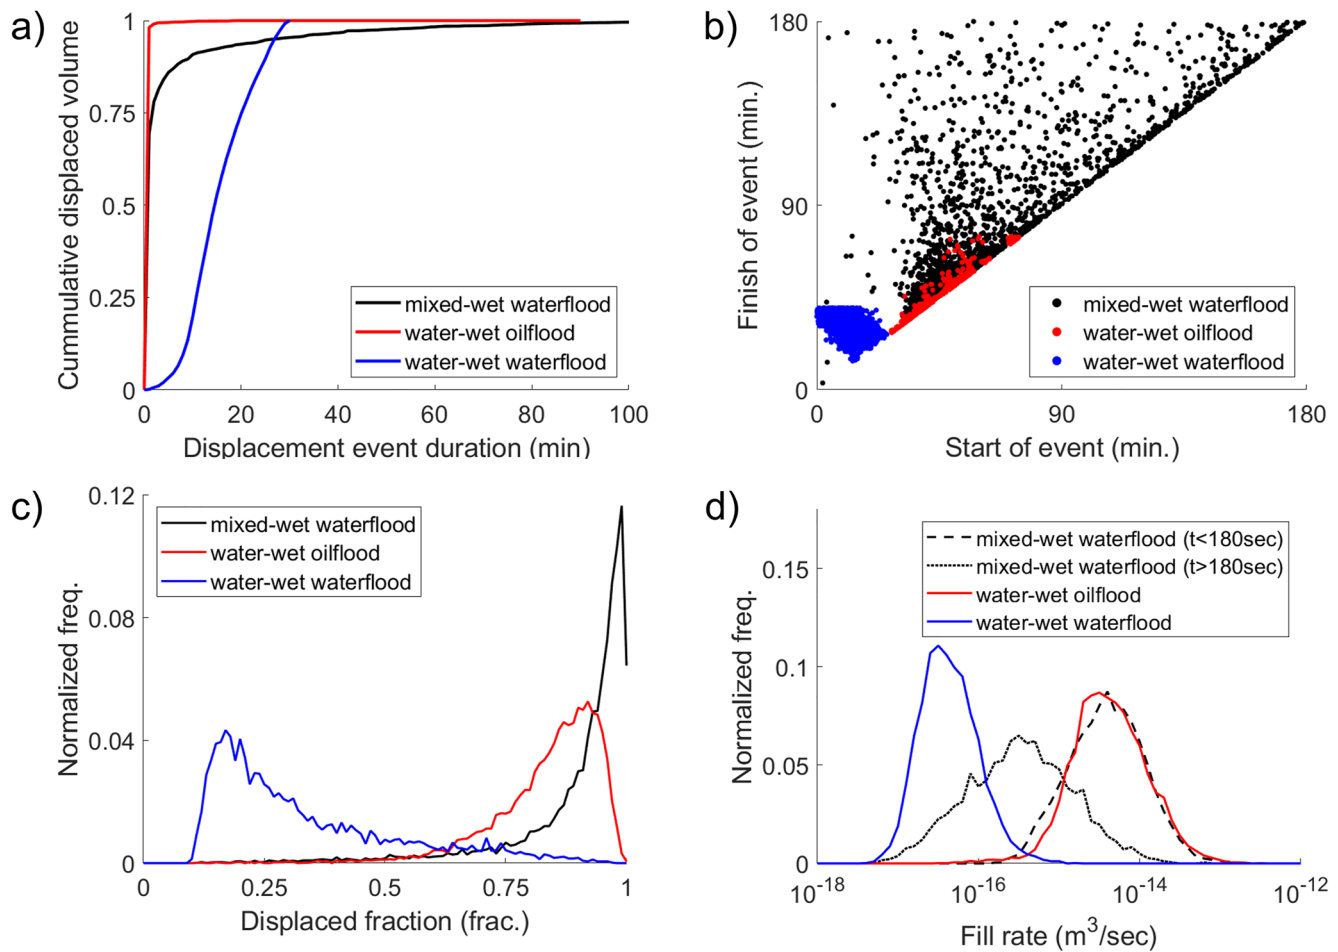 a)
Cummulative displaced volume
1
0.75
0.5
0.25
0
0 20 40 60 80 100
Displacement event duration (min)
mixed-wet waterflood
water-wet oilflood
water-wet waterflood
b)
Finish of event (min.)
180
90
0
0 90 180
Start of event (min.)
mixed-wet waterflood
water-wet oilflood
water-wet waterflood
c)
Normalized freq.
0.12
0.08
0.04
0
0 0.25 0.5 0.75 1
Displaced fraction (frac.)
mixed-wet waterflood
water-wet oilflood
water-wet waterflood
d)
Normalized freq.
0.15
0.1
0.05
0
10⁻¹⁸ 10⁻¹⁶ 10⁻¹⁴ 10⁻¹²
Fill rate (m³/sec)
mixed-wet waterflood (t<180sec)
mixed-wet waterflood (t>180sec)
water-wet oilflood
water-wet waterflood